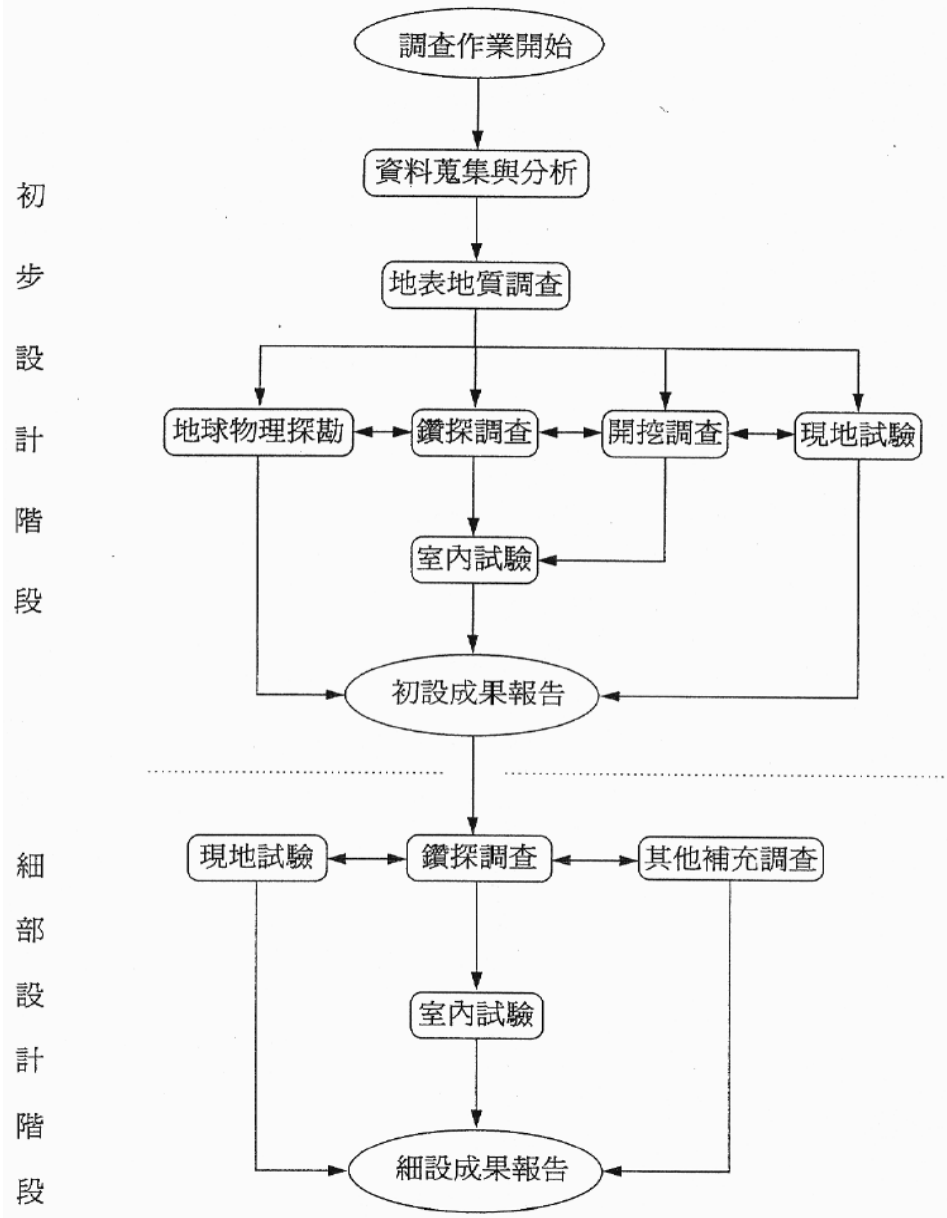 調查作業開始
資料蒐集與分析
地表地質調查
地球物理探勘
鑽探調查
開挖調查
現地試驗
室內試驗
初設成果報告
初步設計階段
現地試驗
鑽探調查
其他補充調查
室內試驗
細設成果報告
細部設計階段